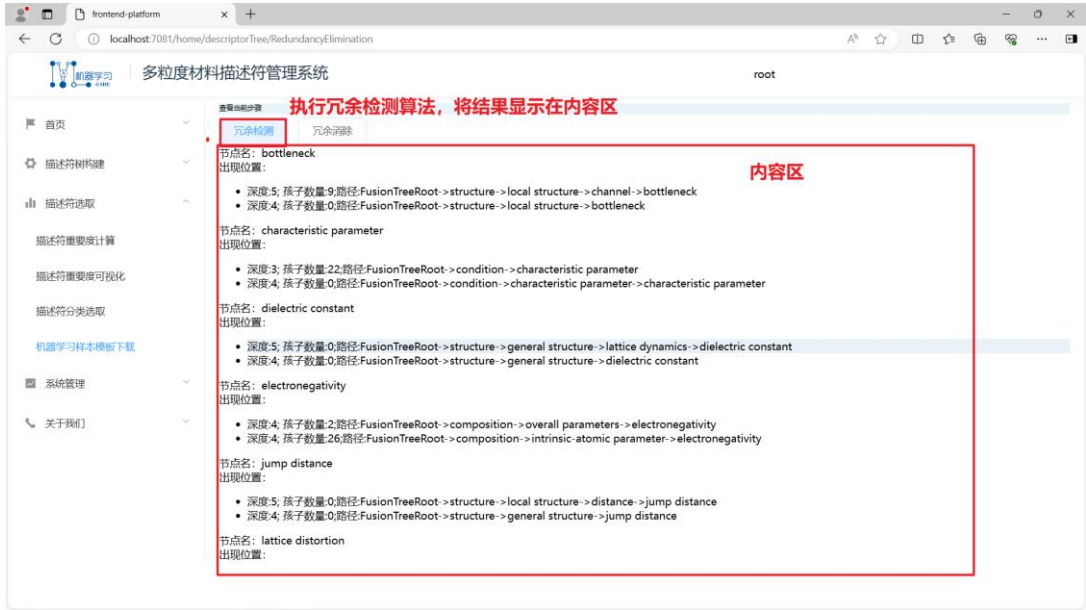 frontend-platform
localhost:7081/home/descriptorTree/RedundancyElimination
机器学习
多粒度材料描述符管理系统
root
查看当前步骤
执行冗余检测算法，将结果显示在内容区
首页
冗余检测
冗余消除
描述符树构建
描述符选取
描述符重要度计算
描述符重要度可视化
描述符分类选取
机器学习样本模板下载
系统管理
关于我们
内容区
节点名：bottleneck
出现位置：
• 深度:5; 孩子数量:9;路径:FusionTreeRoot->structure->local structure->channel->bottleneck
• 深度:4; 孩子数量:0;路径:FusionTreeRoot->structure->local structure->bottleneck
节点名：characteristic parameter
出现位置：
• 深度:3; 孩子数量:22;路径:FusionTreeRoot->condition->characteristic parameter
• 深度:4; 孩子数量:0;路径:FusionTreeRoot->condition->characteristic parameter->characteristic parameter
节点名：dielectric constant
出现位置：
• 深度:5; 孩子数量:0;路径:FusionTreeRoot->structure->general structure->lattice dynamics->dielectric constant
• 深度:4; 孩子数量:0;路径:FusionTreeRoot->structure->general structure->dielectric constant
节点名：electronegativity
出现位置：
• 深度:4; 孩子数量:2;路径:FusionTreeRoot->composition->overall parameters->electronegativity
• 深度:4; 孩子数量:26;路径:FusionTreeRoot->composition->intrinsic-atomic parameter->electronegativity
节点名：jump distance
出现位置：
• 深度:5; 孩子数量:0;路径:FusionTreeRoot->structure->local structure->distance->jump distance
• 深度:4; 孩子数量:0;路径:FusionTreeRoot->structure->general structure->jump distance
节点名：lattice distortion
出现位置：